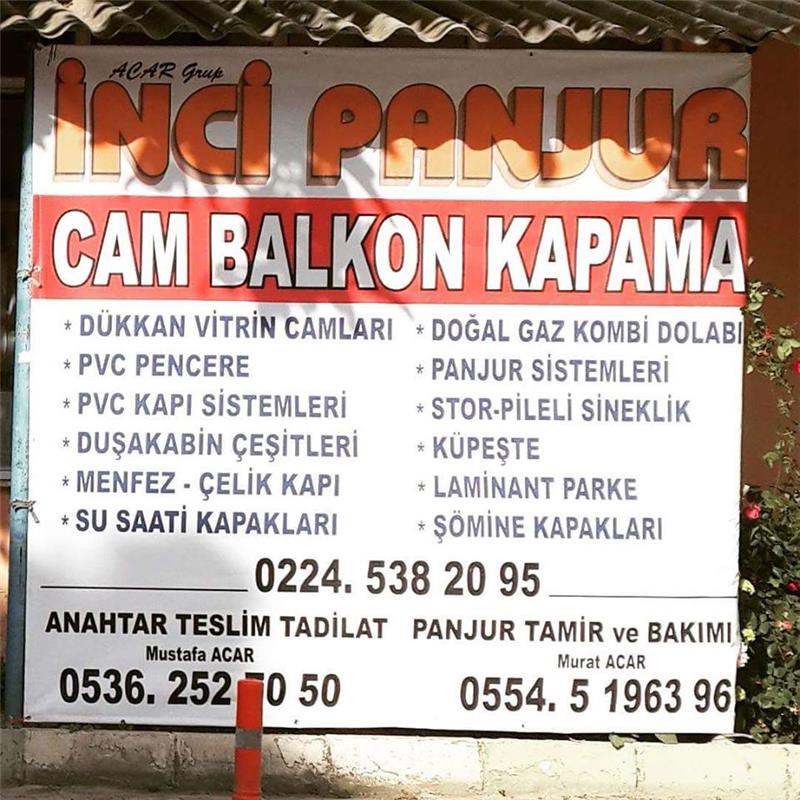 ACAR Grup
İNCİ PANJUR
CAM BALKON KAPAMA
* DÜKKAN VİTRİN CAMLARI
* PVC PENCERE
* PVC KAPI SİSTEMLERİ
* DUŞAKABİN ÇEŞİTLERİ
* MENFEZ - ÇELİK KAPI
* SU SAATİ KAPAKLARI
* DOĞAL GAZ KOMBİ DOLABI
* PANJUR SİSTEMLERİ
* STOR-PİLELİ SİNEKLİK
* KÜPEŞTE
* LAMİNANT PARKE
* ŞÖMİNE KAPAKLARI
0224. 538 20 95
ANAHTAR TESLİM TADİLAT
Mustafa ACAR
0536. 252 50
PANJUR TAMİR ve BAKIMI
Murat ACAR
0554. 5 1963 96